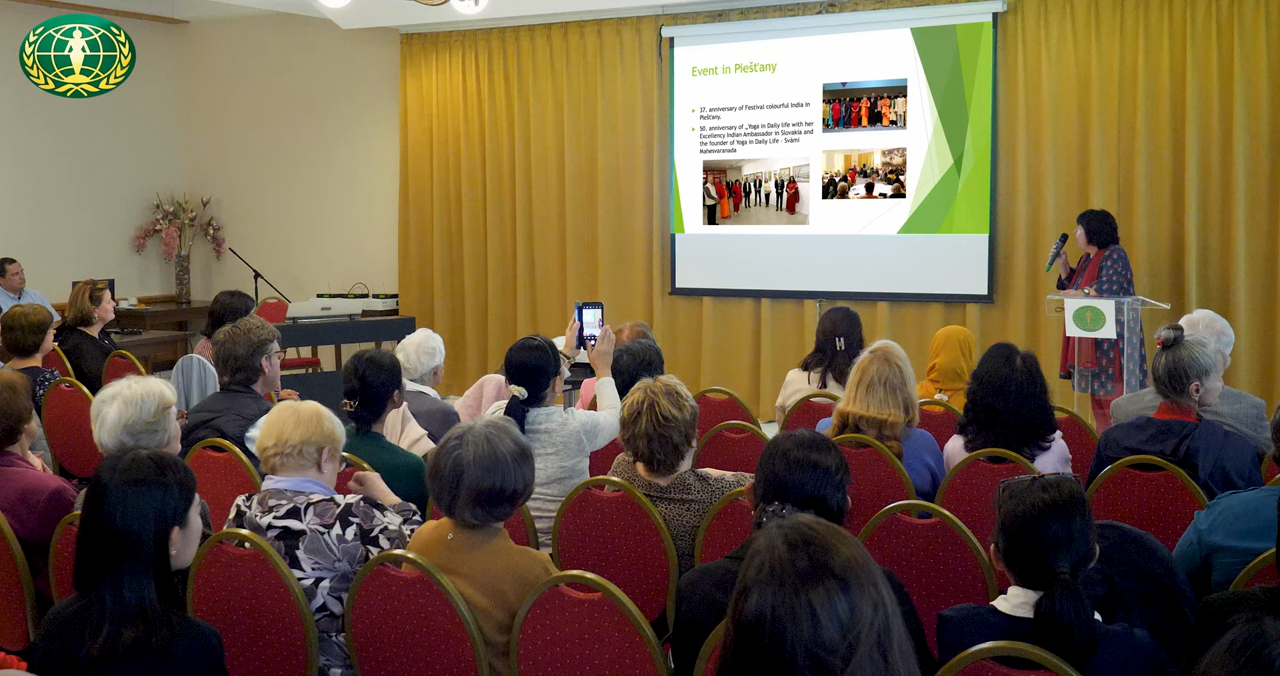 Event in Piešťany
37. anniversary of Festival colourful India in
Piešťany.
50. anniversary of „Yoga in Daily life with her
Excellency Indian Ambassador in Slovakia and
the founder of Yoga in Daily Life - Svámi
Mahesvaranada